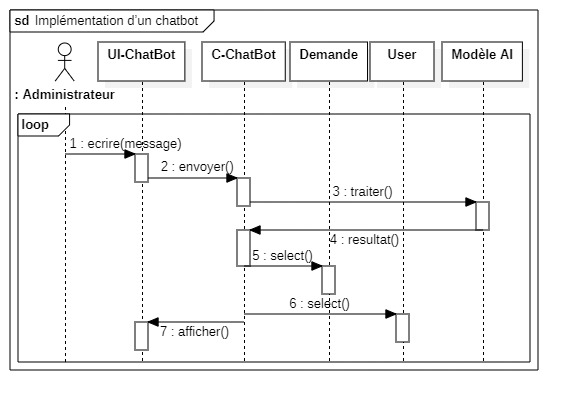 sd Implémentation d'un chatbot
UI-ChatBot
C-ChatBot
Demande
User
Modèle AI
: Administrateur
loop
1 : ecrire(message)
2 : envoyer()
3 : traiter()
4 : resultat()
5 : select()
6 : select()
7 : afficher()